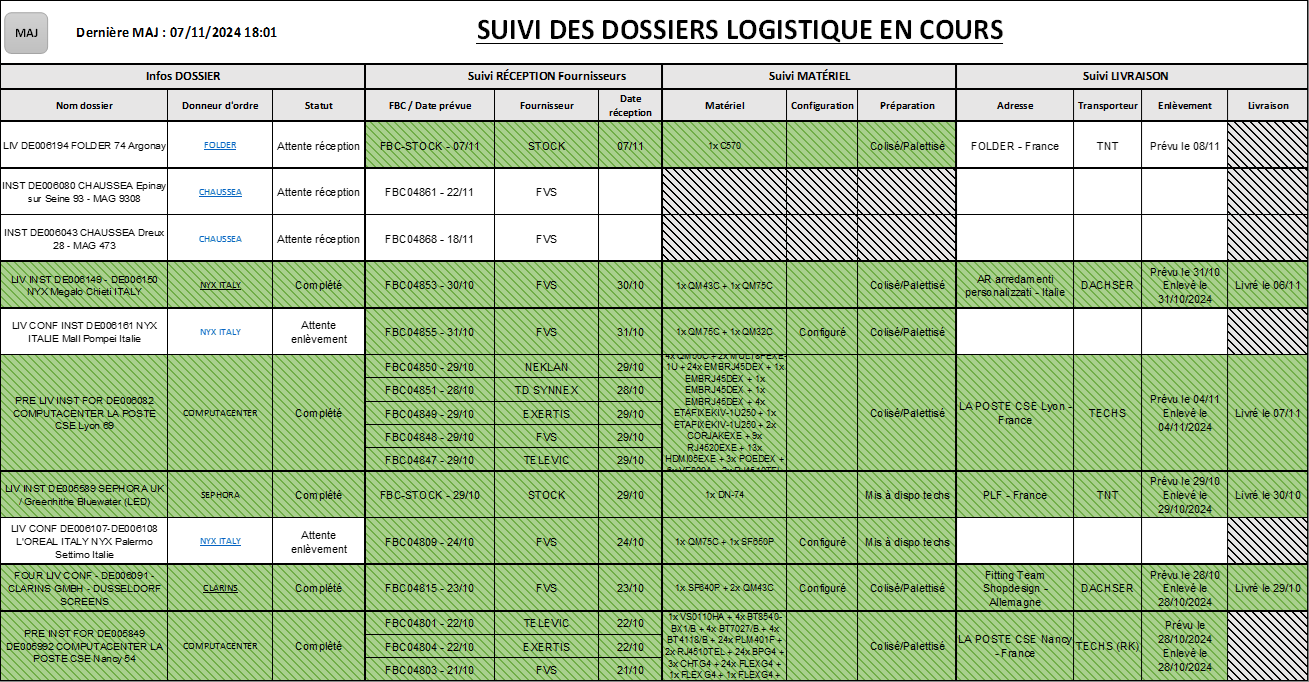 MAJ
Dernière MAJ : 07/11/2024 18:01
SUIVI DES DOSSIERS LOGISTIQUE EN COURS
Infos DOSSIER
Suivi RÉCEPTION Fournisseurs
Suivi MATÉRIEL
Suivi LIVRAISON
Nom dossier
Donneur d'ordre
Statut
FBC / Date prévue
Fournisseur
Date
réception
Matériel
Configuration
Préparation
Adresse
Transporteur
Enlèvement
Livraison
LIV DE006194 FOLDER 74 Argonay
FOLDER
Attente réception
FBC-STOCK - 07/11
STOCK
07/11
1x C570
Colisé/Palettisé
FOLDER - France
TNT
Prévu le 08/11
INST DE006080 CHAUSSEA Epinay
sur Seine 93 - MAG 9308
CHAUSSEA
Attente réception
FBC04861 - 22/11
FVS
INST DE006043 CHAUSSEA Dreux
28 - MAG 473
CHAUSSEA
Attente réception
FBC04868 - 18/11
FVS
LIV INST DE006149 - DE006150
NYX Megalo Chieti ITALY
NYX ITALY
Complété
FBC04853 - 30/10
FVS
30/10
1x QM43C + 1x QM75C
Colisé/Palettisé
AR arredamenti
personalizzati - Italie
DACHSER
Prévu le 31/10
Enlevé le
31/10/2024
Livré le 06/11
LIV CONF INST DE006161 NYX
ITALIE Mall Pompei Italie
NYX ITALY
Attente
enlèvement
FBC04855 - 31/10
FVS
31/10
1x QM75C + 1x QM32C
Configuré
Colisé/Palettisé
PRE LIV INST FOR DE006082
COMPUTACENTER LA POSTE
CSE Lyon 69
COMPUTACENTER
Complété
FBC04850 - 29/10
NEKLAN
29/10
FBC04851 - 28/10
TD SYNNEX
28/10
FBC04849 - 29/10
EXERTIS
29/10
FBC04848 - 29/10
FVS
29/10
FBC04847 - 29/10
TELEVIC
29/10
1U + 24x EMBRJ45DEX + 1x
EMBRJ45DEX + 1x
EMBRJ45DEX + 1x
EMBRJ45DEX + 4x
ETAFIXEKIV-1U250 + 1x
ETAFIXEKIV-1U250 + 2x
CORJAKEXE + 9x
RJ4520EXE + 13x
HDMI05EXE + 3x POEDEX +
Colisé/Palettisé
LA POSTE CSE Lyon -
France
TECHS
Prévu le 04/11
Enlevé le
04/11/2024
Livré le 07/11
LIV INST DE005589 SEPHORA UK
/ Greenhithe Bluewater (LED)
SEPHORA
Complété
FBC-STOCK - 29/10
STOCK
29/10
1x DN-74
Mis à dispo techs
PLF - France
TNT
Prévu le 29/10
Enlevé le
29/10/2024
Livré le 30/10
LIV CONF DE006107-DE006108
L'OREAL ITALY NYX Palermo
Settimo Italie
NYX ITALY
Attente
enlèvement
FBC04809 - 24/10
FVS
24/10
1x QM75C + 1x SF650P
Configuré
Mis à dispo techs
FOUR LIV CONF - DE006091 -
CLARINS GMBH - DUSSELDORF
SCREENS
CLARINS
Complété
FBC04815 - 23/10
FVS
23/10
1x SF640P + 2x QM43C
Configuré
Colisé/Palettisé
Fitting Team
Shopdesign -
Allemagne
DACHSER
Prévu le 28/10
Enlevé le
28/10/2024
Livré le 29/10
PRE INST FOR DE005849
DE005992 COMPUTACENTER LA
POSTE CSE Nancy 54
COMPUTACENTER
Complété
FBC04801 - 22/10
TELEVIC
22/10
FBC04804 - 22/10
EXERTIS
22/10
FBC04803 - 21/10
FVS
21/10
1x VS0110HA + 4x BT8540-
BX1/B + 4x BT7027/B + 4x
BT4118/B + 24x PLM401F +
2x RJ4510TEL + 24x BPG4 +
3x CHTG4 + 24x FLEXG4 +
1x FLEXG4 + 1x FLEXG4 +
Colisé/Palettisé
LA POSTE CSE Nancy
- France
TECHS (RK)
Prévu le
28/10/2024
Enlevé le
28/10/2024